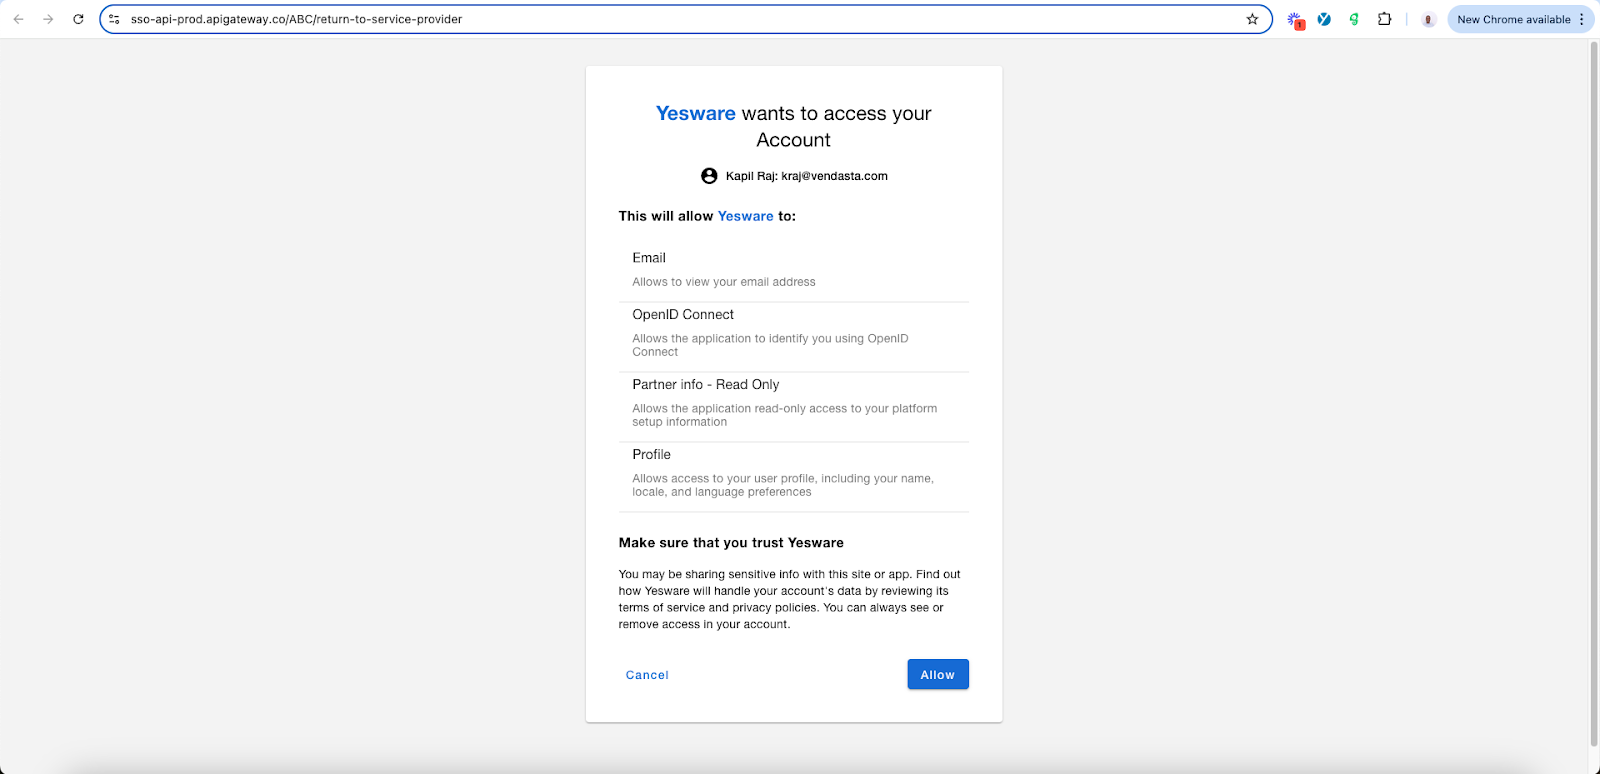 sso-api-prod.apigateway.co/ABC/return-to-service-provider
1
New Chrome available
Yesware wants to access your
Account
Kapil Raj: kraj@vendasta.com
This will allow Yesware to:
Email
Allows to view your email address
OpenID Connect
Allows the application to identify you using OpenID
Connect
Partner info - Read Only
Allows the application read-only access to your platform
setup information
Profile
Allows access to your user profile, including your name,
locale, and language preferences
Make sure that you trust Yesware
You may be sharing sensitive info with this site or app. Find out
how Yesware will handle your account's data by reviewing its
terms of service and privacy policies. You can always see or
remove access in your account.
Cancel
Allow